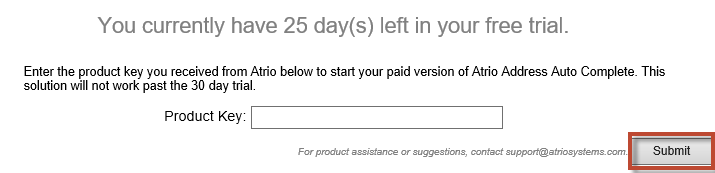 You currently have 25 day(s) left in your free trial.
Enter the product key you received from Atrio below to start your paid version of Atrio Address Auto Complete. This
solution will not work past the 30 day trial.
Product Key:
For product assistance or suggestions, contact support@atriosystems.com.
Submit